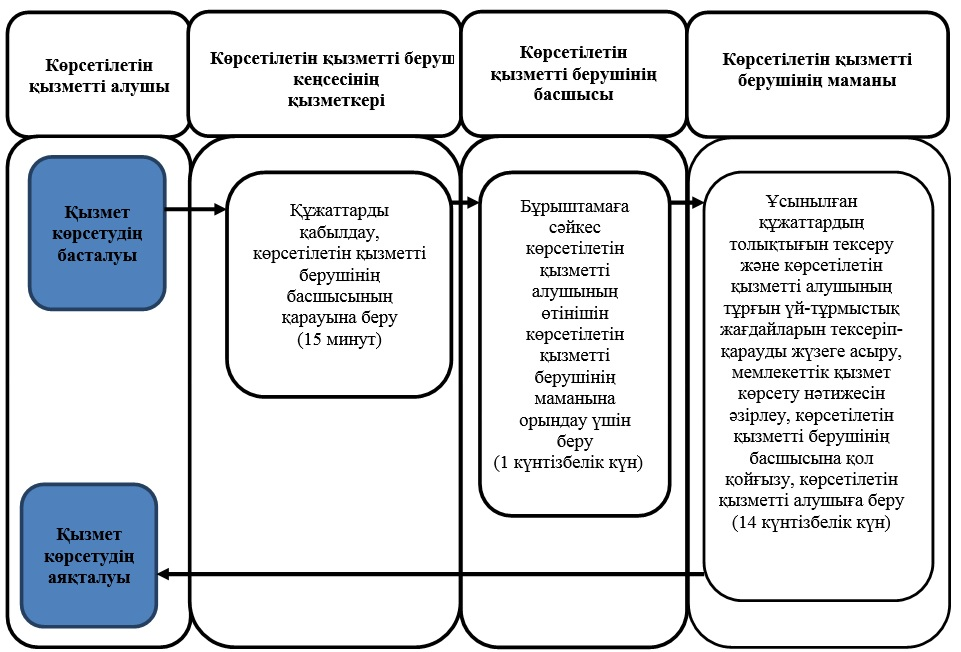 Көрсетілетін
қызметті алушы
Көрсетілетін қызметті беруш
кеңсесінің
қызметкері
Көрсетілетін
қызметті берушінің
басшысы
Көрсетілетін қызметті
берушінің маманы
Қызмет
көрсетудің
басталуы
Құжаттарды
қабылдау,
көрсетілетін қызметті
берушінің
басшысының
қарауына беру
(15 минут)
Бұрыштамаға
сәйкес
көрсетілетін
қызметті
алушының
өтінішін
көрсетілетін
қызметті
берушінің
маманына
орындау үшін
беру
(1 күнтізбелік күн)
Ұсынылған
құжаттардың
толықтығын тексеру
және көрсетілетін
қызметті алушының
тұрғын үй-тұрмыстық
жағдайларын тексеріп-
қарауды жүзеге асыру,
мемлекеттік қызмет
көрсету нәтижесін
әзірлеу, көрсетілетін
қызметті берушінің
басшысына қол
қойғызу, көрсетілетін
қызметті алушыға беру
(14 күнтізбелік күн)
Қызмет
көрсетудің
аяқталуы